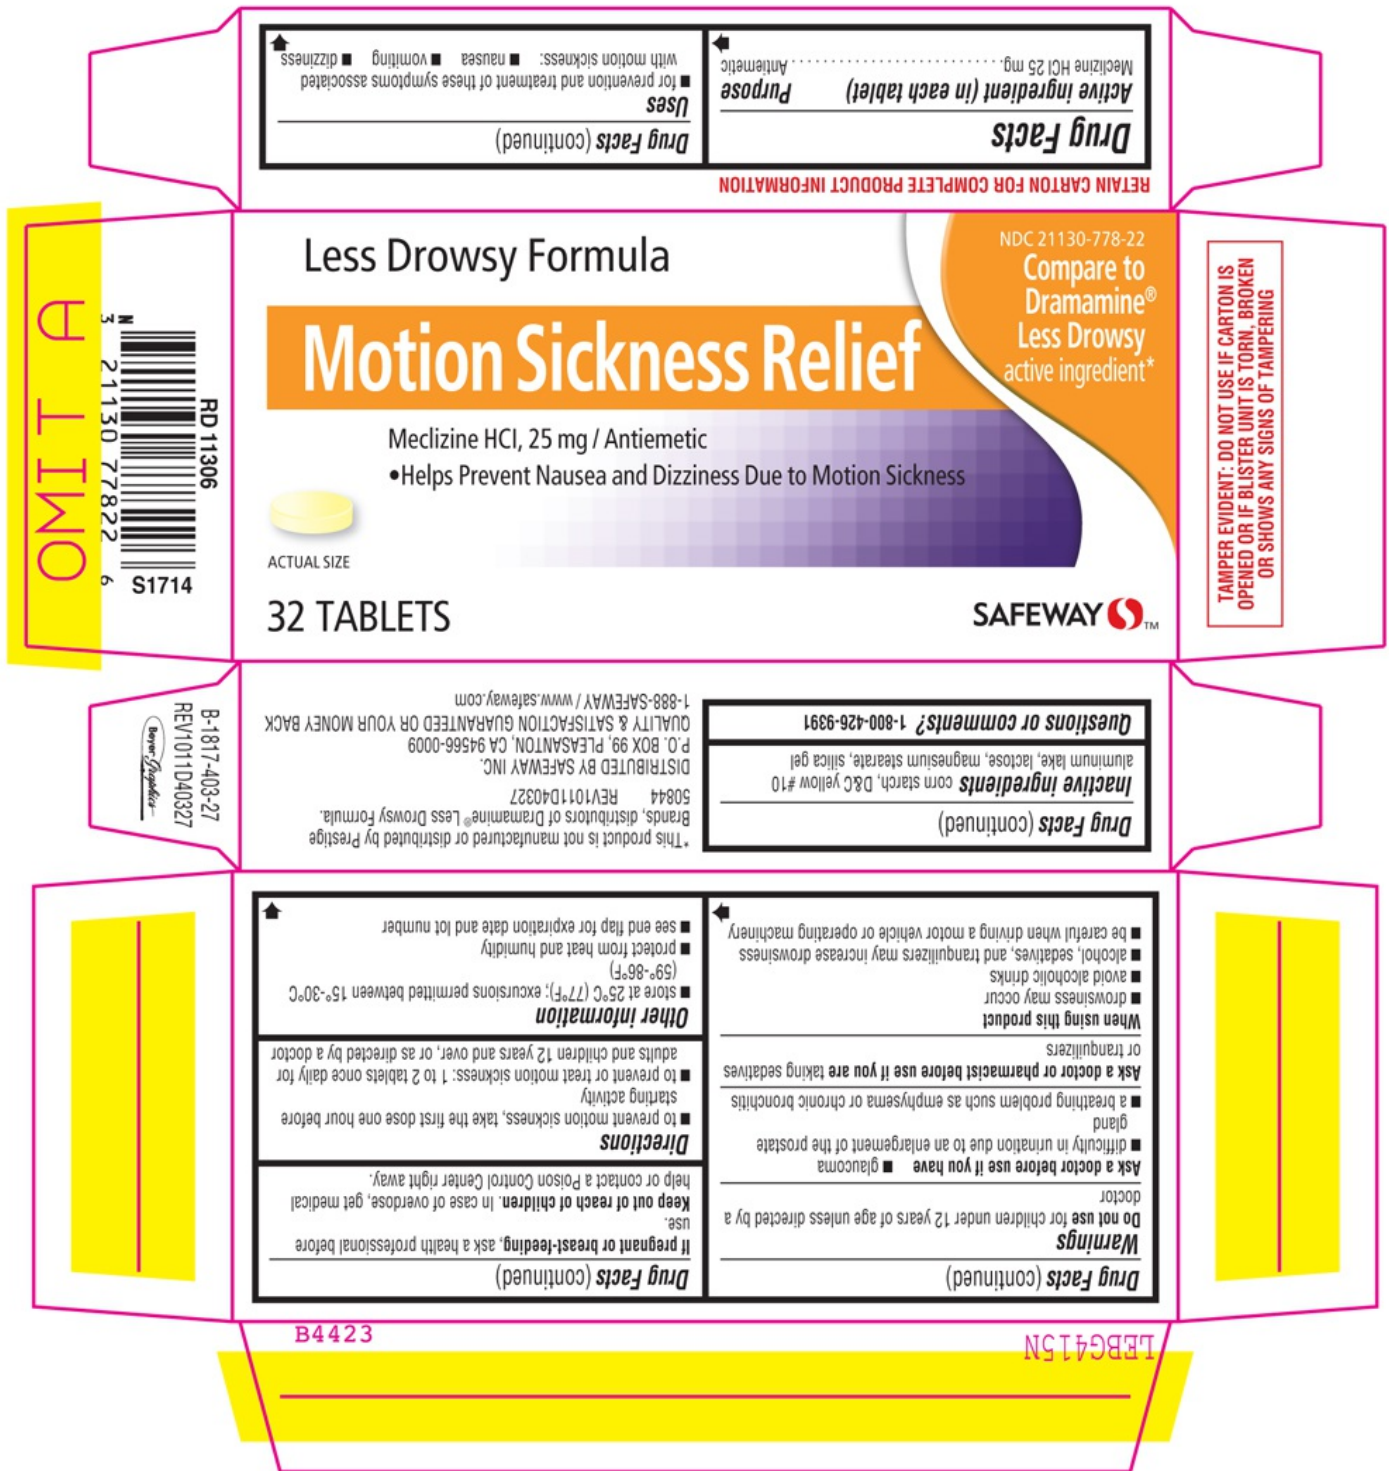 RETAIN CARTON FOR COMPLETE PRODUCT INFORMATION
Drug Facts
Active ingredient (in each tablet) Purpose
Meclizine HCl 25 mg............................Antiemetic
Drug Facts (continued)
Uses
■ for prevention and treatment of these symptoms associated
with motion sickness: ■ nausea ■ vomiting ■ dizziness
Less Drowsy Formula
Motion Sickness Relief
Meclizine HCl, 25 mg / Antiemetic
•Helps Prevent Nausea and Dizziness Due to Motion Sickness
ACTUAL SIZE
32 TABLETS
NDC 21130-778-22
Compare to
Dramamine®
Less Drowsy
active ingredient*
SAFEWAY TM
TAMPER EVIDENT: DO NOT USE IF CARTON IS
OPENED OR IF BLISTER UNIT IS TORN, BROKEN
OR SHOWS ANY SIGNS OF TAMPERING
OMIT A
N
3 21130 77822 6
RD 11306
S1714
B-1817-403-27
REV1011D40327
Beyer Graphics
Drug Facts (continued)
Inactive ingredients corn starch, D&C yellow #10
aluminum lake, lactose, magnesium stearate, silica gel
Questions or comments? 1-800-426-9391
*This product is not manufactured or distributed by Prestige
Brands, distributors of Dramamine® Less Drowsy Formula.
50844 REV1011D40327
DISTRIBUTED BY SAFEWAY INC.
P.O. BOX 99, PLEASANTON, CA 94566-0009
QUALITY & SATISFACTION GUARANTEED OR YOUR MONEY BACK
1-888-SAFEWAY / www.safeway.com
Drug Facts (continued)
Warnings
Do not use for children under 12 years of age unless directed by a
doctor
Ask a doctor before use if you have ■ glaucoma
■ difficulty in urination due to an enlargement of the prostate
gland
■ a breathing problem such as emphysema or chronic bronchitis
Ask a doctor or pharmacist before use if you are taking sedatives
or tranquilizers
When using this product
■ drowsiness may occur
■ avoid alcoholic drinks
■ alcohol, sedatives, and tranquilizers may increase drowsiness
■ be careful when driving a motor vehicle or operating machinery
Drug Facts (continued)
If pregnant or breast-feeding, ask a health professional before
use.
Keep out of reach of children. In case of overdose, get medical
help or contact a Poison Control Center right away.
Directions
■ to prevent motion sickness, take the first dose one hour before
starting activity
■ to prevent or treat motion sickness: 1 to 2 tablets once daily for
adults and children 12 years and over, or as directed by a doctor
Other information
■ store at 25°C (77°F); excursions permitted between 15°-30°C
(59°-86°F)
■ protect from heat and humidity
■ see end flap for expiration date and lot number
B4423
LEBG415N